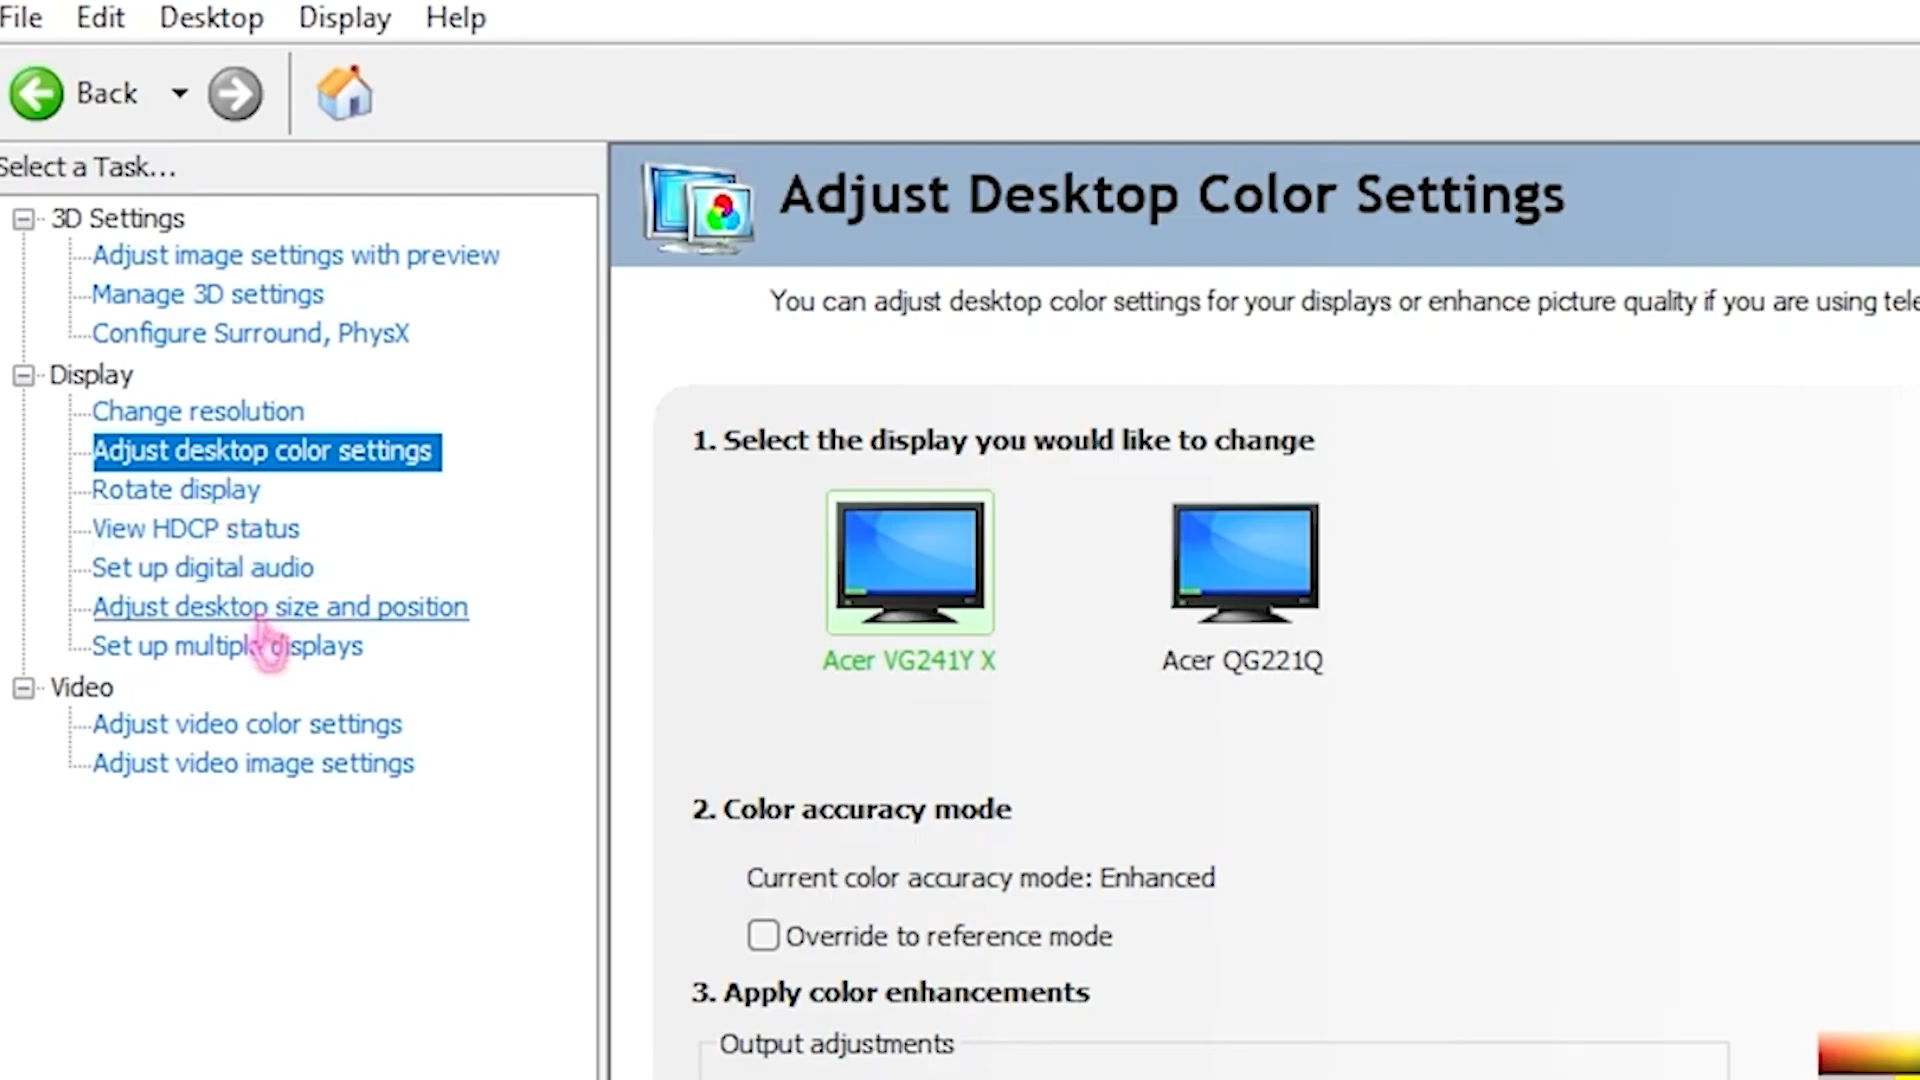 File Edit Desktop Display Help
Back
Select a Task...
3D Settings
Adjust image settings with preview
Manage 3D settings
Configure Surround, PhysX
Display
Change resolution
Adjust desktop color settings
Rotate display
View HDCP status
Set up digital audio
Adjust desktop size and position
Set up multiple displays
Video
Adjust video color settings
Adjust video image settings
Adjust Desktop Color Settings
You can adjust desktop color settings for your displays or enhance picture quality if you are using tele
1. Select the display you would like to change
Acer VG241Y X
Acer QG221Q
2. Color accuracy mode
Current color accuracy mode: Enhanced
Override to reference mode
3. Apply color enhancements
Output adjustments